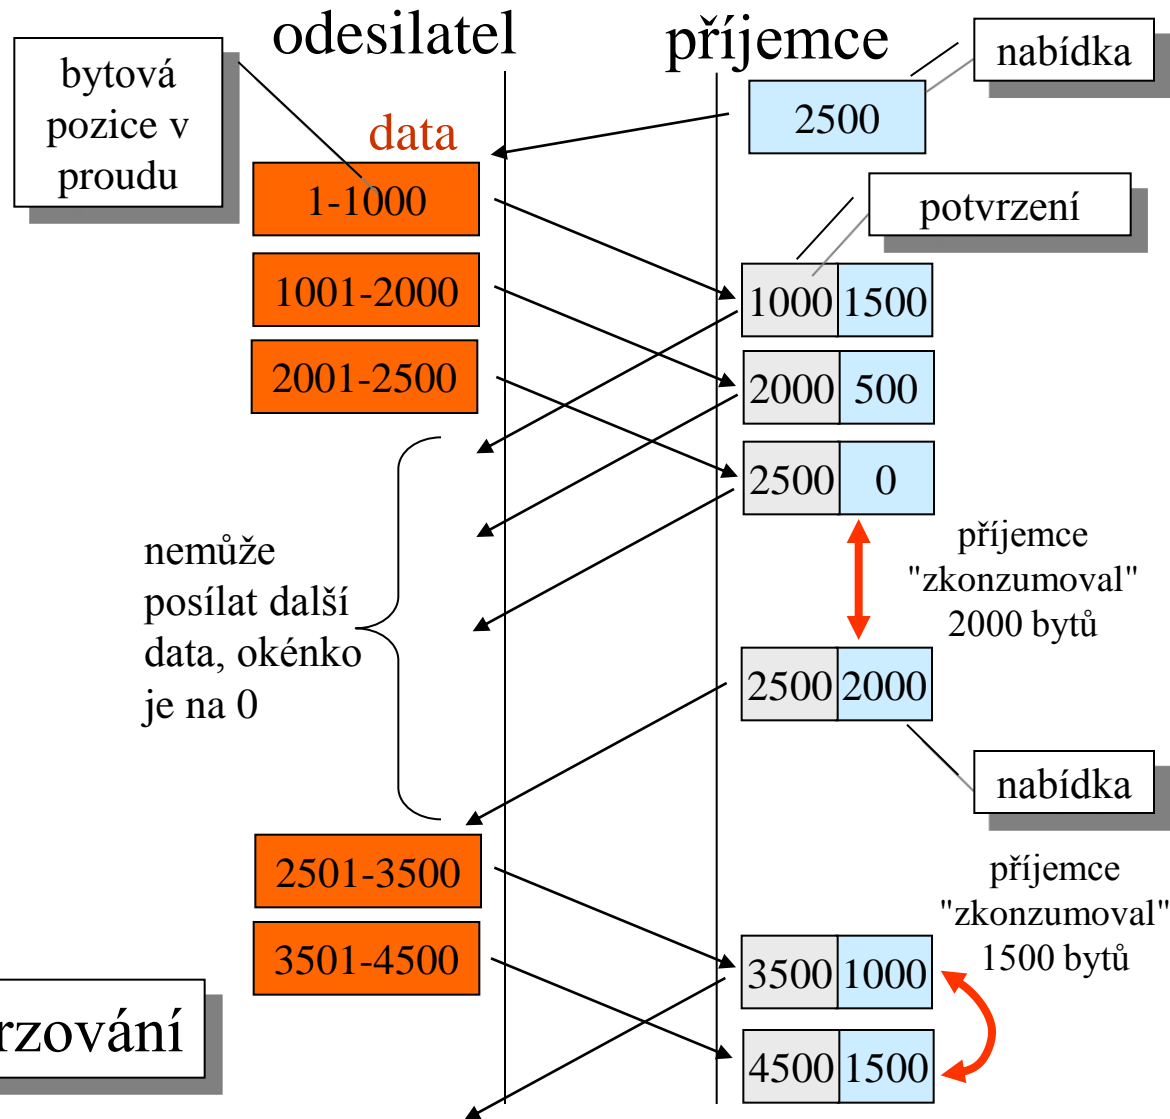 odesilatel
příjemce
nabídka
bytová
pozice v
proudu
data
2500
1-1000
potvrzení
1001-2000
1000 1500
2001-2500
2000 500
2500 0
nemůže
posílat další
data, okénko
je na 0
příjemce
"zkonzumoval"
2000 bytů
2500 2000
nabídka
2501-3500
příjemce
"zkonzumoval"
1500 bytů
3501-4500
3500 1000
rzování
4500 1500